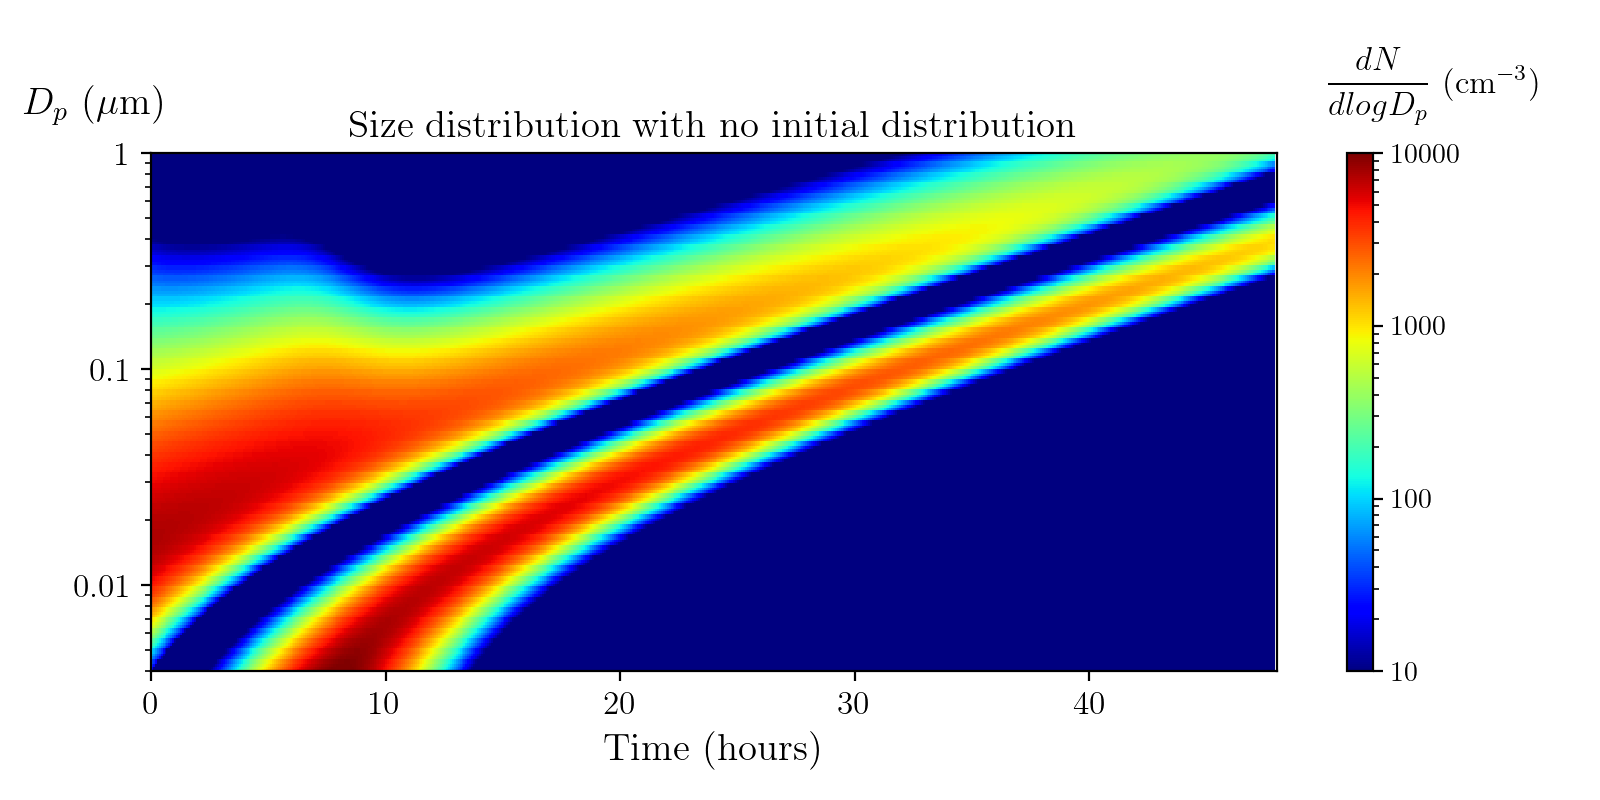 Size distribution with no initial distribution
D_p (μm)
1
0.1
0.01
0
10
20
30
40
Time (hours)
dN
dlogD_p
(cm⁻³)
10000
1000
100
10